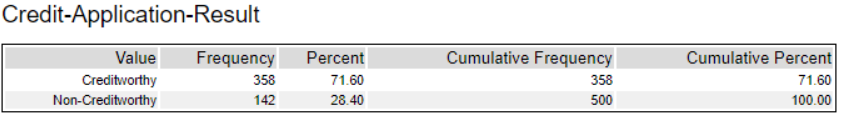 Credit-Application-Result
Value Frequency Percent Cumulative Frequency Cumulative Percent
Creditworthy 358 71.60 358 71.60
Non-Creditworthy 142 28.40 500 100.00